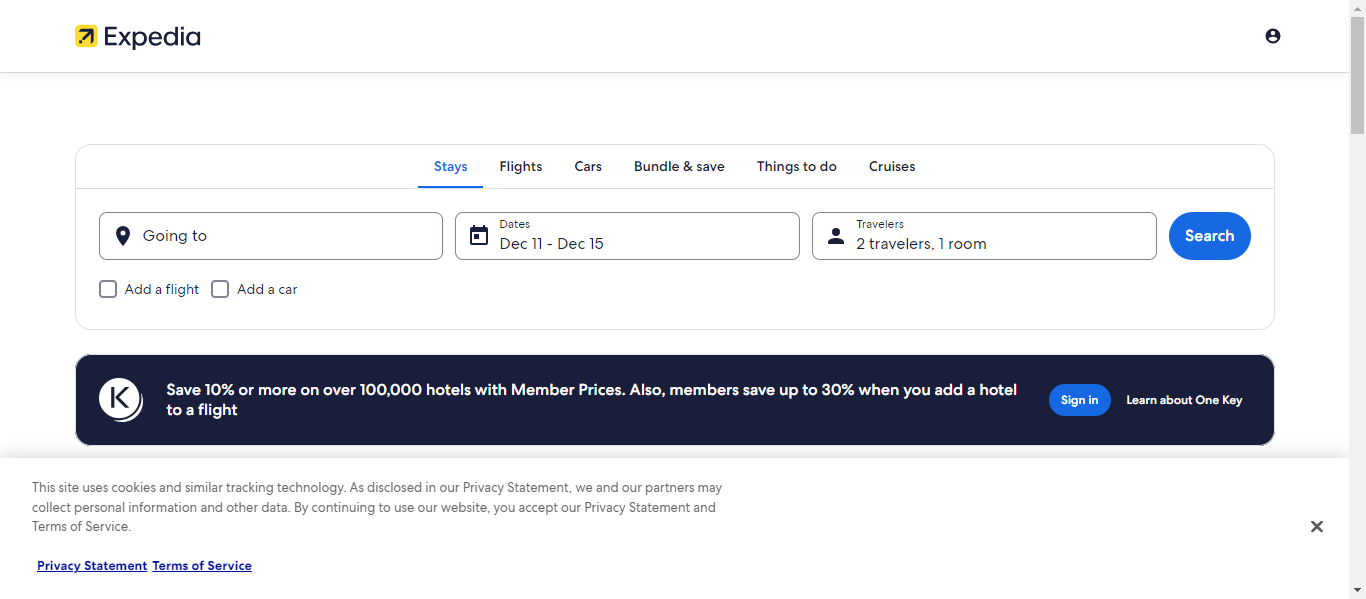 Expedia
Stays Flights Cars Bundle & save Things to do Cruises
Going to
Dates
Dec 11 - Dec 15
Travelers
2 travelers, 1 room
Search
Add a flight
Add a car
K
Save 10% or more on over 100,000 hotels with Member Prices. Also, members save up to 30% when you add a hotel
to a flight
Sign in
Learn about One Key
This site uses cookies and similar tracking technology. As disclosed in our Privacy Statement, we and our partners may
collect personal information and other data. By continuing to use our website, you accept our Privacy Statement and
Terms of Service.
Privacy Statement Terms of Service